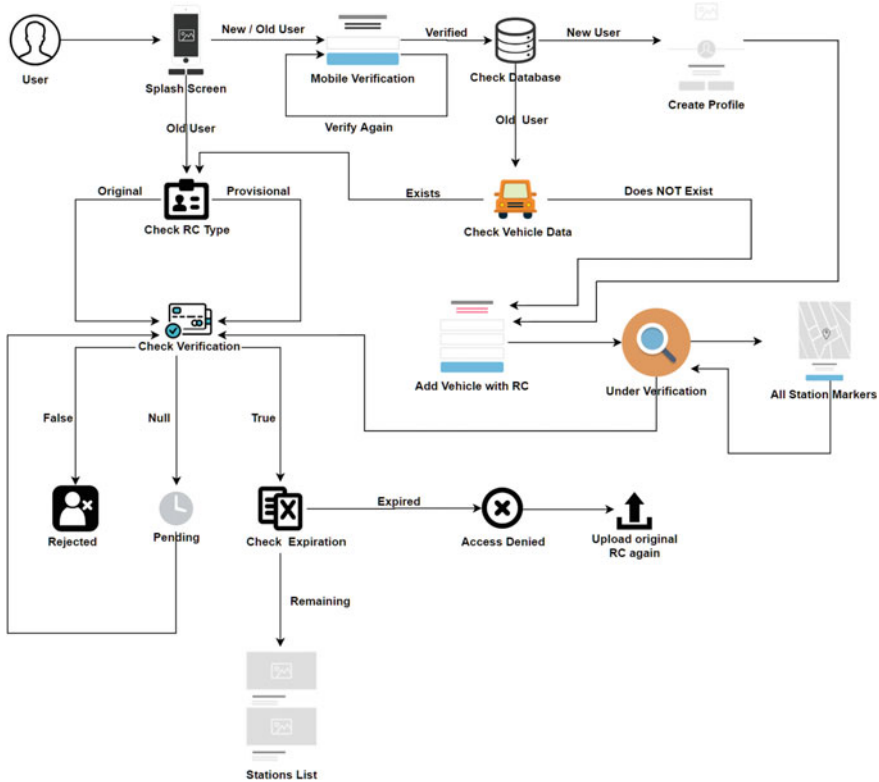 New / Old User
Verified
New User
User
Splash Screen
Mobile Verification
Check Database
Create Profile
Old User
Verify Again
Old User
Original
Provisional
Exists
Does NOT Exist
Check RC Type
Check Vehicle Data
Check Verification
Add Vehicle with RC
Under Verification
All Station Markers
False
Null
True
Expired
Rejected
Pending
Check Expiration
Access Denied
Upload original
RC again
Remaining
Stations List